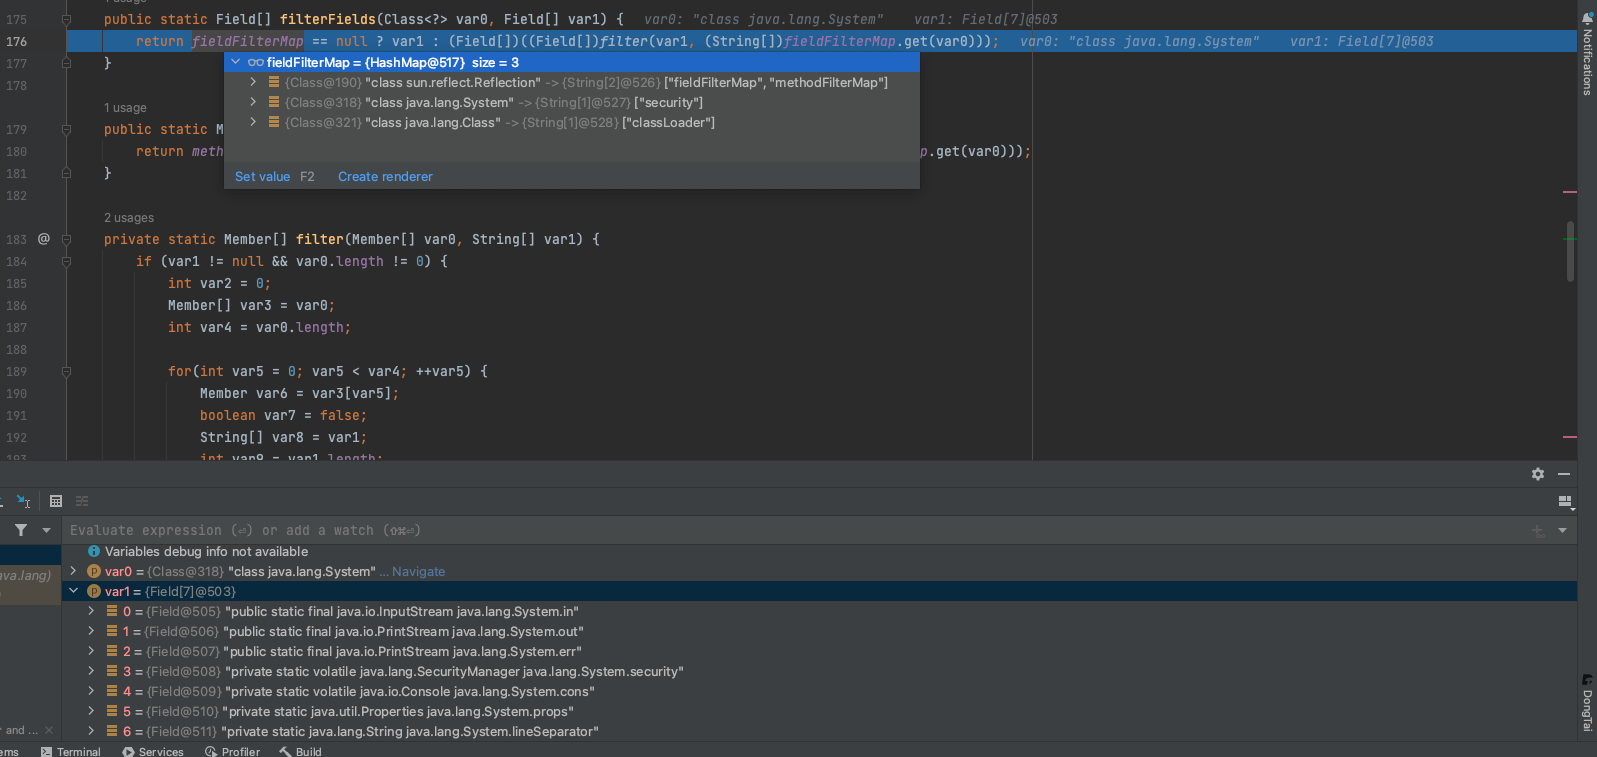 175 public static Field[] filterFields(Class<?> var0, Field[] var1) { var0: "class java.lang.System" var1: Field[7]@503
176 return fieldFilterMap == null ? var1 : (Field[])((Field[])filter(var1, (String[])fieldFilterMap.get(var0))); var0: "class java.lang.System" var1: Field[7]@503
177 }
fieldFilterMap = {HashMap@517} size = 3
178
{Class@190} "class sun.reflect.Reflection" -> {String[2]@526} ["fieldFilterMap", "methodFilterMap"]
{Class@318} "class java.lang.System" -> {String[1]@527} ["security"]
{Class@321} "class java.lang.Class" -> {String[1]@528} ["classLoader"]
Set value F2 Create renderer
1 usage
179 public static M
180 return meth p.get(var0)));
181 }
182
2 usages
183 @ private static Member[] filter(Member[] var0, String[] var1) {
184 if (var1 != null && var0.length != 0) {
185 int var2 = 0;
186 Member[] var3 = var0;
187 int var4 = var0.length;
188
189 for(int var5 = 0; var5 < var4; ++var5) {
190 Member var6 = var3[var5];
191 boolean var7 = false;
192 String[] var8 = var1;
193 int var9 = var1.length;
Evaluate expression (⏎) or add a watch (⇧⌘⏎)
Variables debug info not available
var0 = {Class@318} "class java.lang.System" ... Navigate
var1 = {Field[7]@503}
0 = {Field@505} "public static final java.io.InputStream java.lang.System.in"
1 = {Field@506} "public static final java.io.PrintStream java.lang.System.out"
2 = {Field@507} "public static final java.io.PrintStream java.lang.System.err"
3 = {Field@508} "private static volatile java.lang.SecurityManager java.lang.System.security"
4 = {Field@509} "private static volatile java.io.Console java.lang.System.cons"
5 = {Field@510} "private static java.util.Properties java.lang.System.props"
6 = {Field@511} "private static java.lang.String java.lang.System.lineSeparator"
ava.lang)
and ...
ems Terminal Services Profiler Build
Notifications
DongTai